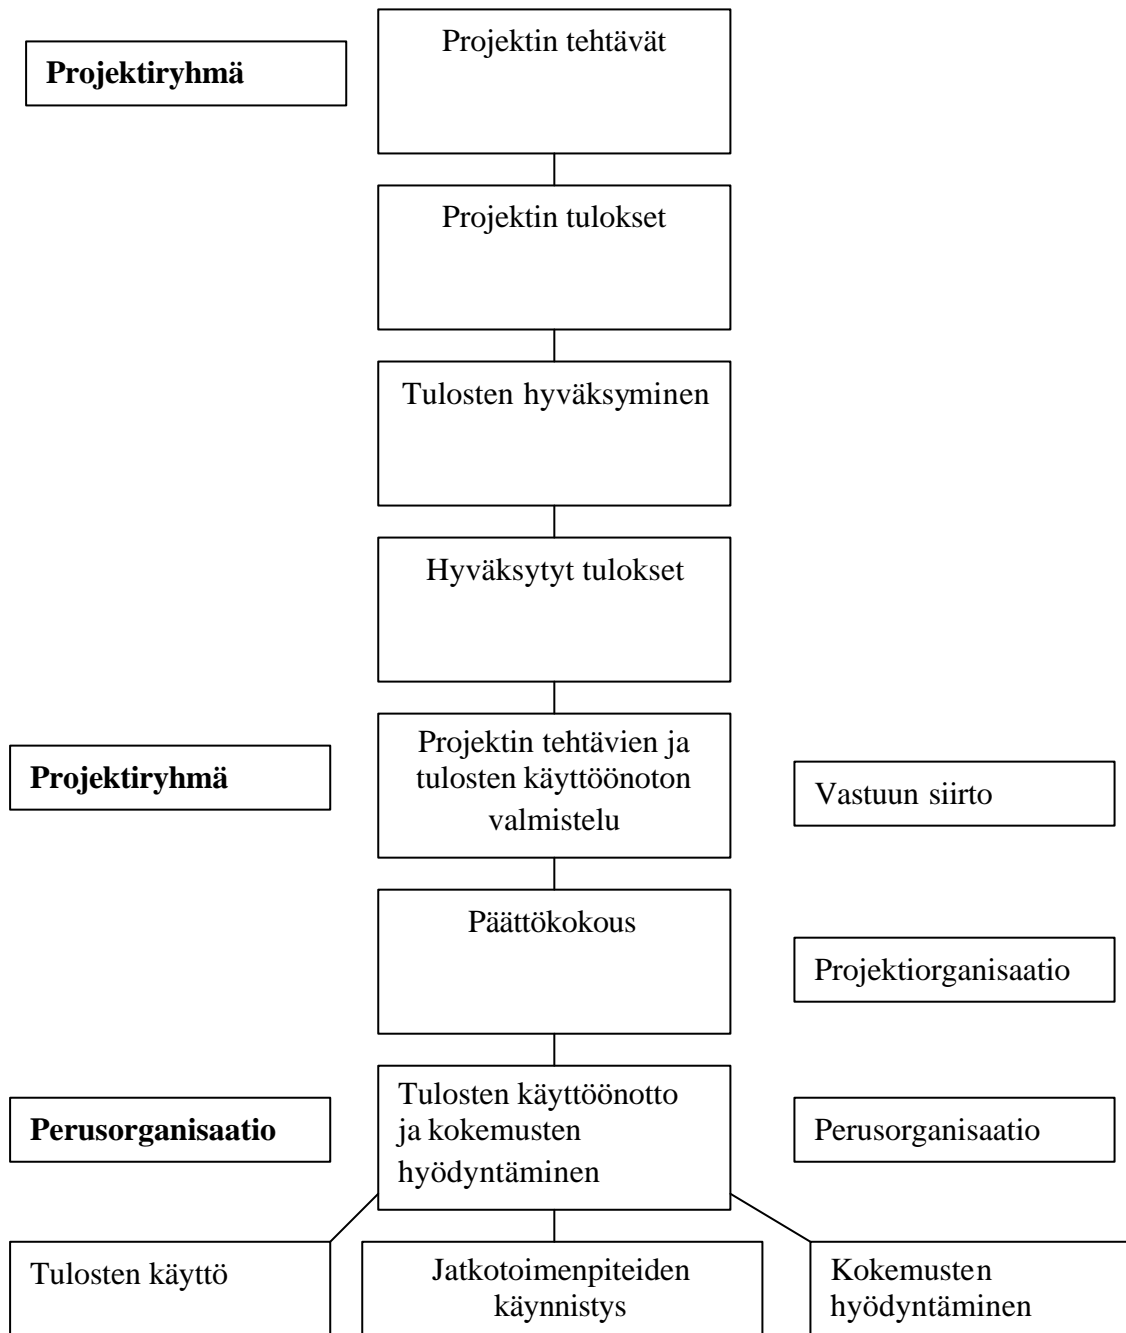 Projektin tehtävät
Projektiryhmä
Projektin tulokset
Tulosten hyväksyminen
Hyväksytyt tulokset
Projektin tehtävien ja
tulosten käyttöönoton
valmistelu
Projektiryhmä
Vastuun siirto
Päättökokous
Projektiorganisaatio
Tulosten käyttöönotto
ja kokemusten
hyödyntäminen
Perusorganisaatio
Perusorganisaatio
Tulosten käyttö
Jatkotoimenpiteiden
käynnistys
Kokemusten
hyödyntäminen